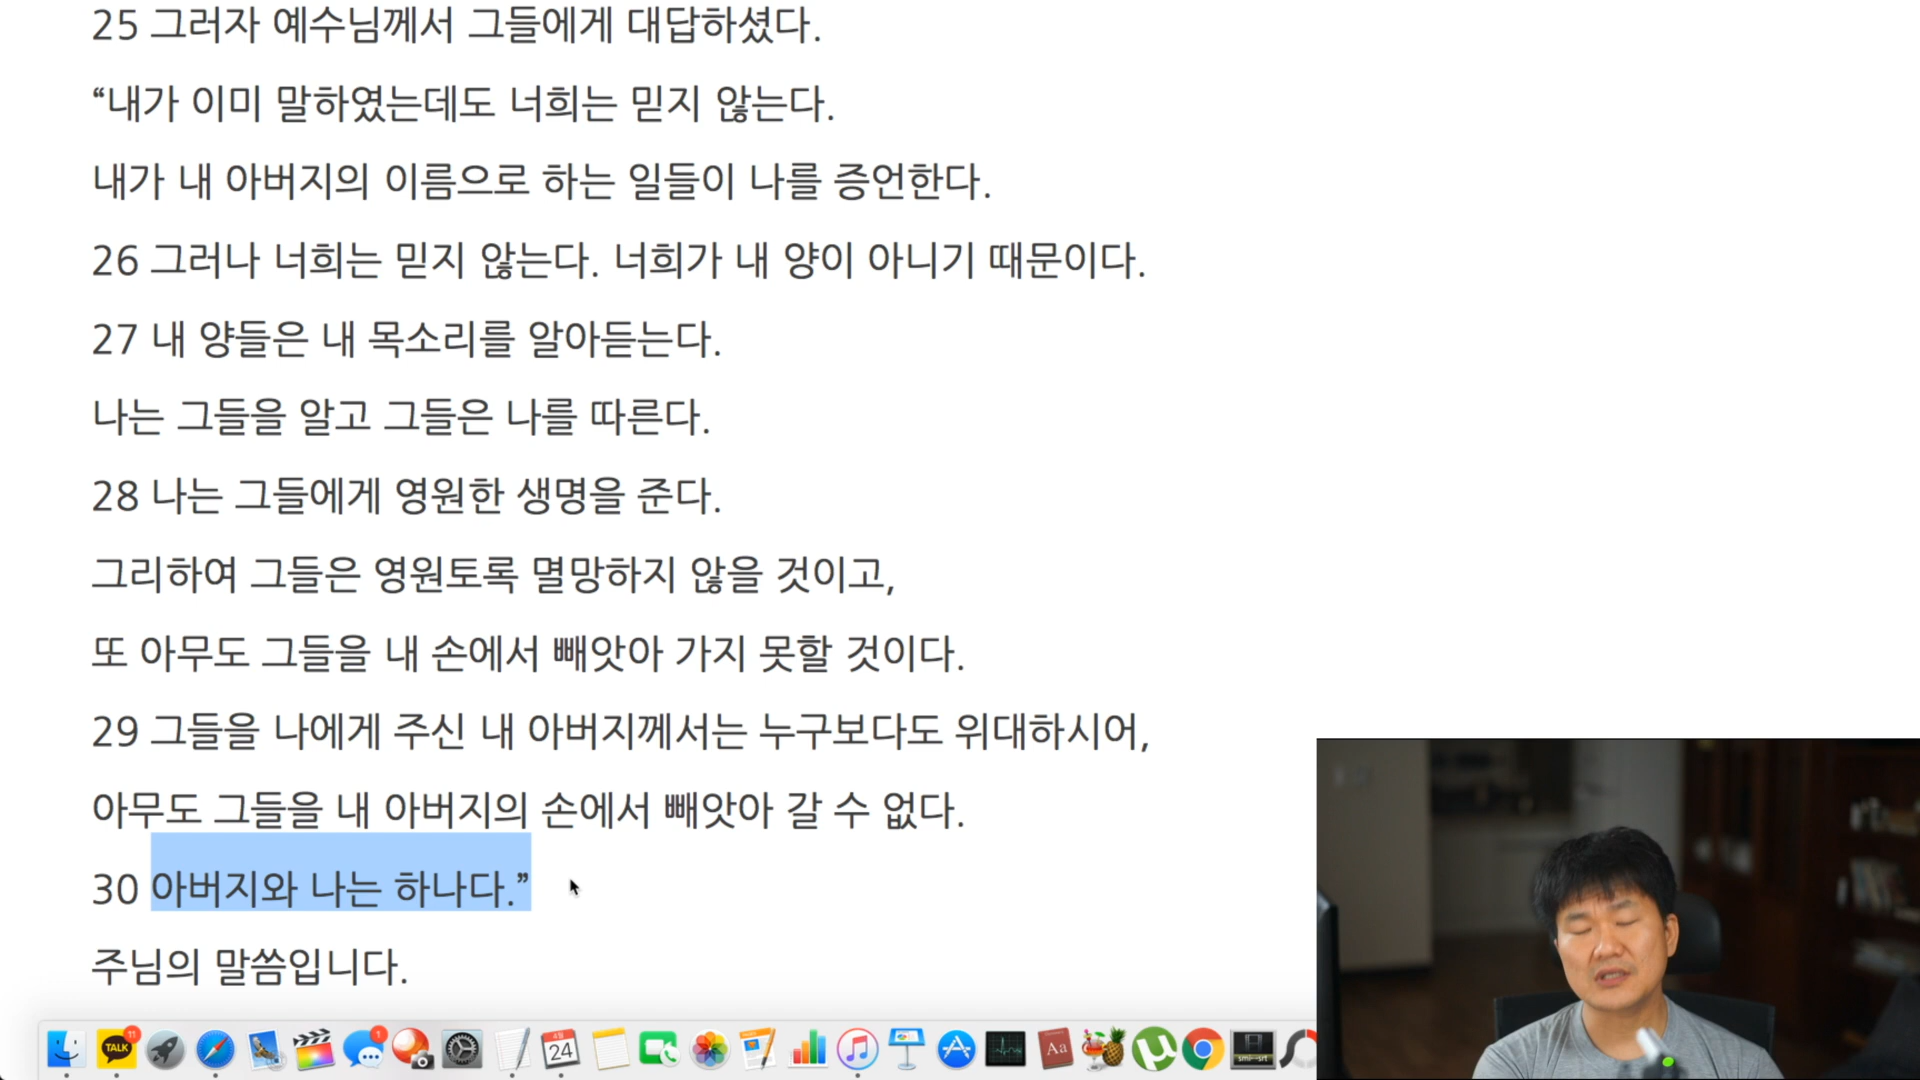 25 그러자 예수님께서 그들에게 대답하셨다.
“내가 이미 말하였는데도 너희는 믿지 않는다.
내가 내 아버지의 이름으로 하는 일들이 나를 증언한다.
26 그러나 너희는 믿지 않는다. 너희가 내 양이 아니기 때문이다.
27 내 양들은 내 목소리를 알아듣는다.
나는 그들을 알고 그들은 나를 따른다.
28 나는 그들에게 영원한 생명을 준다.
그리하여 그들은 영원토록 멸망하지 않을 것이고,
또 아무도 그들을 내 손에서 빼앗아 가지 못할 것이다.
29 그들을 나에게 주신 내 아버지께서는 누구보다도 위대하시어,
아무도 그들을 내 아버지의 손에서 빼앗아 갈 수 없다.
30 아버지와 나는 하나다.”
주님의 말씀입니다.
TALK 11 1 4월 24 Aa smi→srt